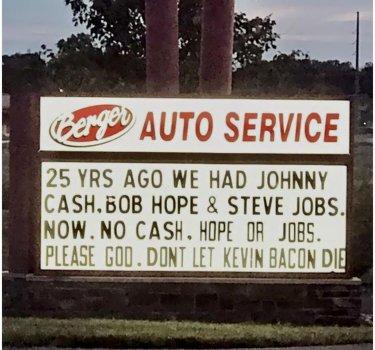 Berger AUTO SERVICE
25 YRS AGO WE HAD JOHNNY
CASH. BOB HOPE & STEVE JOBS.
NOW. NO CASH. HOPE OR JOBS.
PLEASE GOD. DONT LET KEVIN BACON DIE